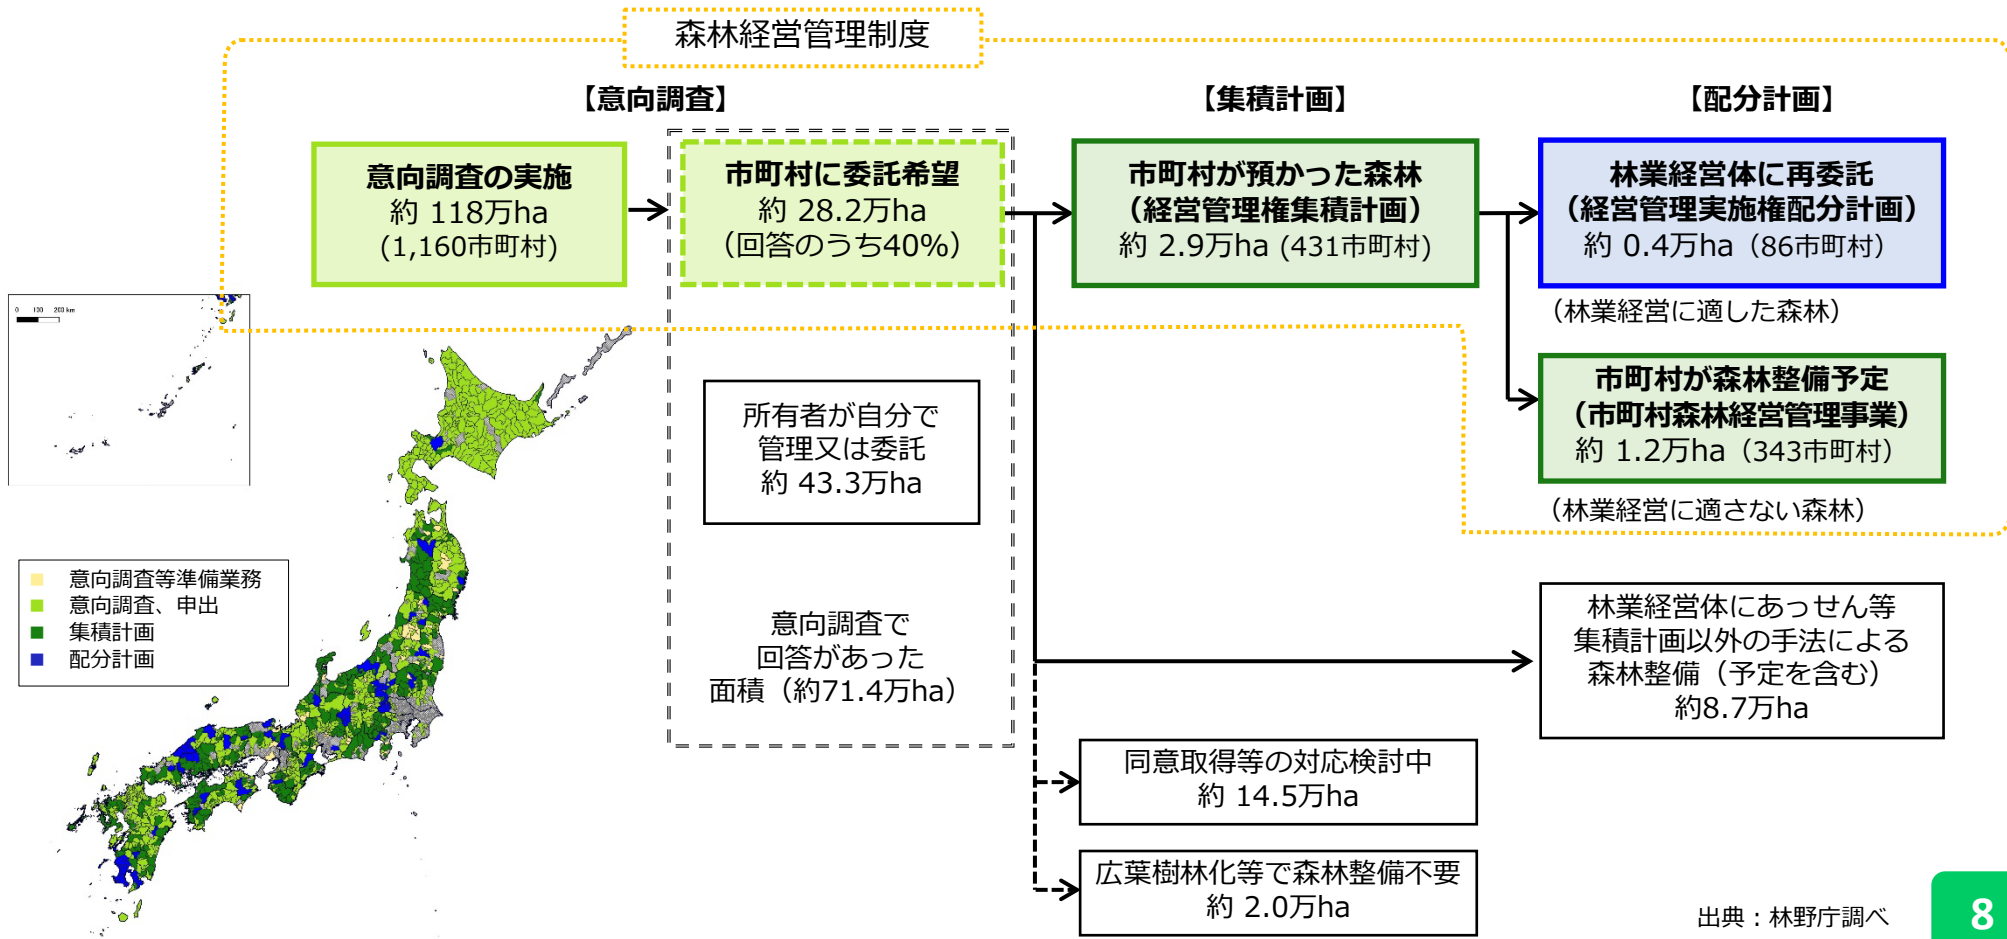 森林経営管理制度
【意向調査】
【集積計画】
【配分計画】
意向調査の実施
約 118万ha
(1,160市町村)
市町村に委託希望
約 28.2万ha
（回答のうち40%）
市町村が預かった森林
（経営管理権集積計画）
約 2.9万ha (431市町村)
林業経営体に再委託
（経営管理実施権配分計画）
約 0.4万ha（86市町村）
（林業経営に適した森林）
市町村が森林整備予定
（市町村森林経営管理事業）
約 1.2万ha（343市町村）
（林業経営に適さない森林）
所有者が自分で
管理又は委託
約 43.3万ha
意向調査で
回答があった
面積（約71.4万ha）
林業経営体にあっせん等
集積計画以外の手法による
森林整備（予定を含む）
約8.7万ha
同意取得等の対応検討中
約 14.5万ha
広葉樹林化等で森林整備不要
約 2.0万ha
0 100 200 km
意向調査等準備業務
意向調査、申出
集積計画
配分計画
出典：林野庁調べ
8